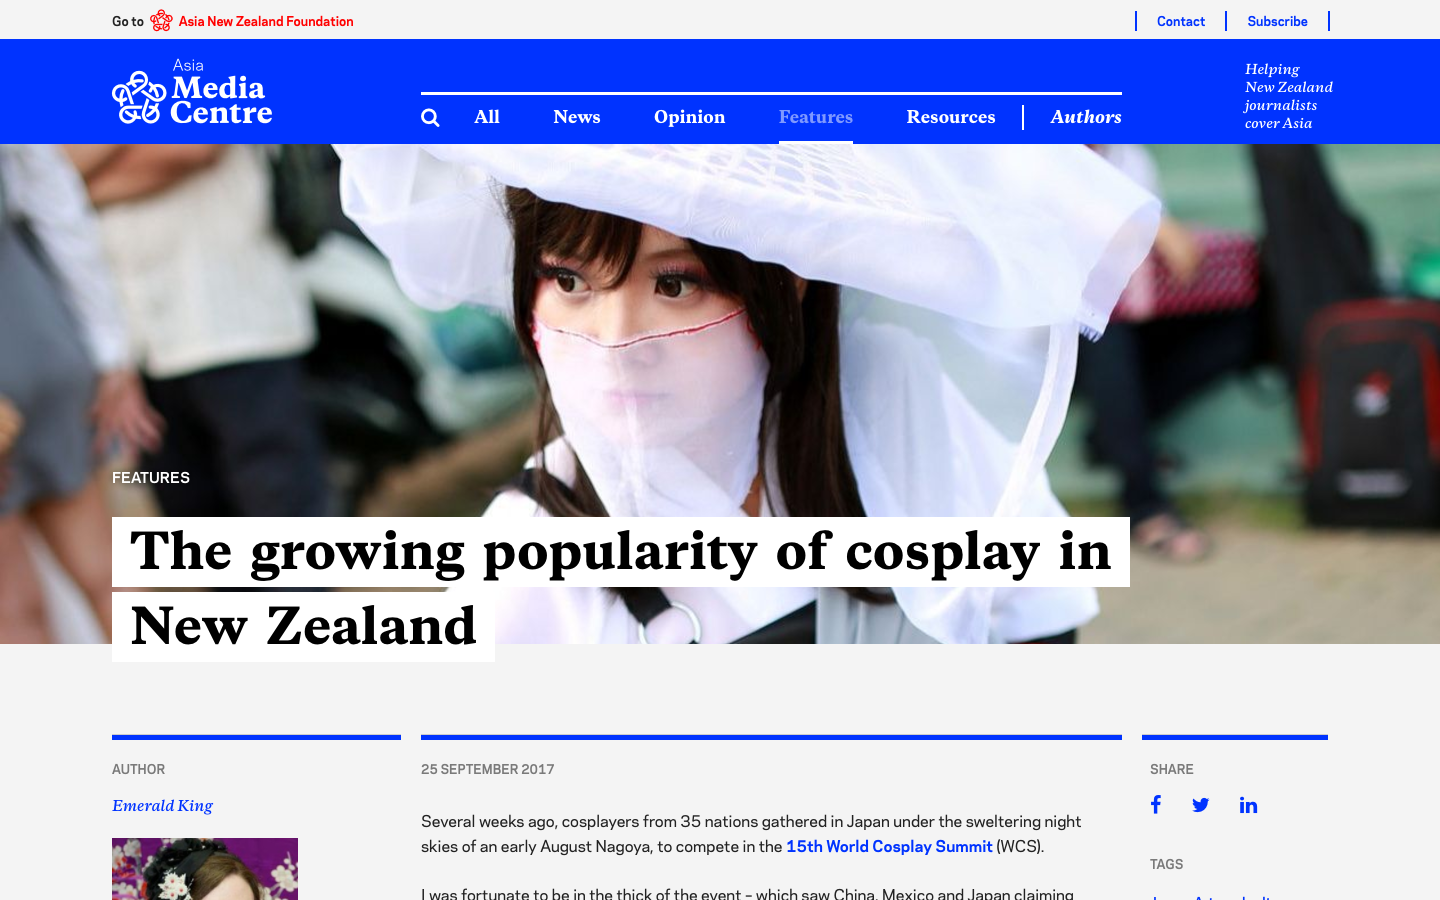 Go to Asia New Zealand Foundation
Contact
Subscribe
Asia
Media
Centre
All
News
Opinion
Features
Resources
Authors
Helping
New Zealand
journalists
cover Asia
FEATURES
The growing popularity of cosplay in
New Zealand
AUTHOR
Emerald King
25 SEPTEMBER 2017
Several weeks ago, cosplayers from 35 nations gathered in Japan under the sweltering night
skies of an early August Nagoya, to compete in the 15th World Cosplay Summit (WCS).
I was fortunate to be in the thick of the event – which saw China, Mexico and Japan claiming
SHARE
TAGS